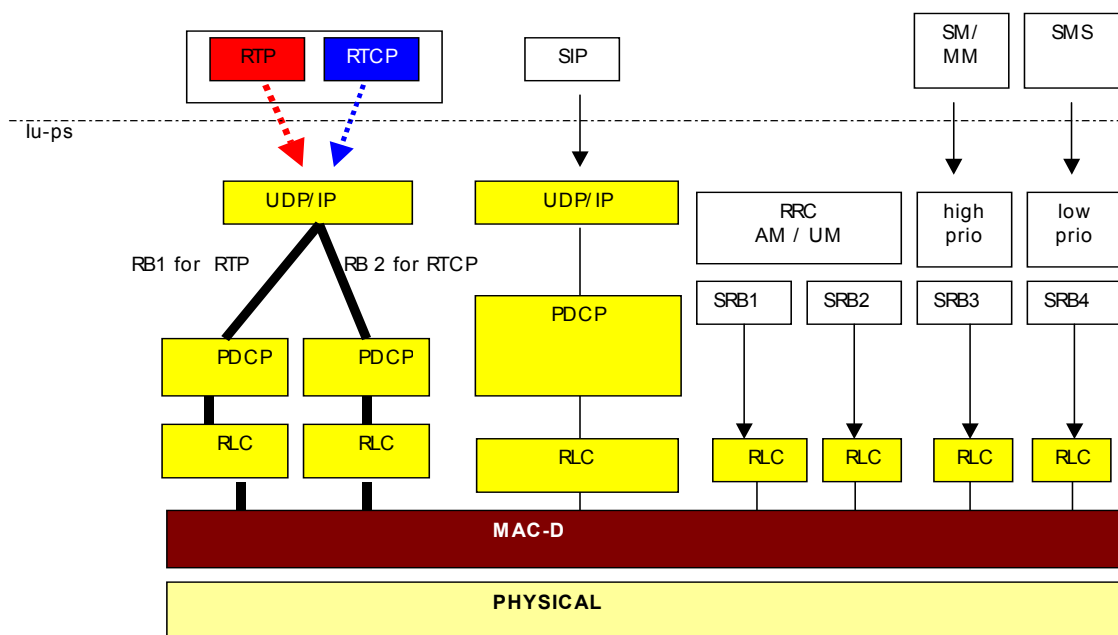 RTP
RTCP
SIP
SM/
MM
SMS
Iu-ps
UDP/IP
UDP/IP
RRC
AM / UM
high
prio
low
prio
RB1 for RTP
RB 2 for RTCP
SRB1
SRB2
SRB3
SRB4
PDCP
PDCP
PDCP
RLC
RLC
RLC
RLC
RLC
RLC
RLC
MAC-D
PHYSICAL